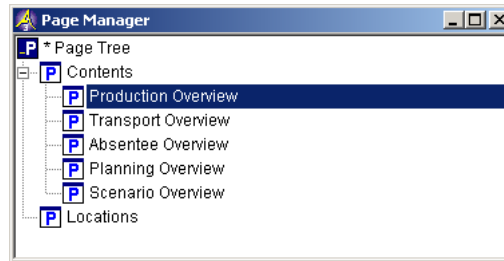 Page Manager
P * Page Tree
P Contents
P Production Overview
P Transport Overview
P Absentee Overview
P Planning Overview
P Scenario Overview
P Locations